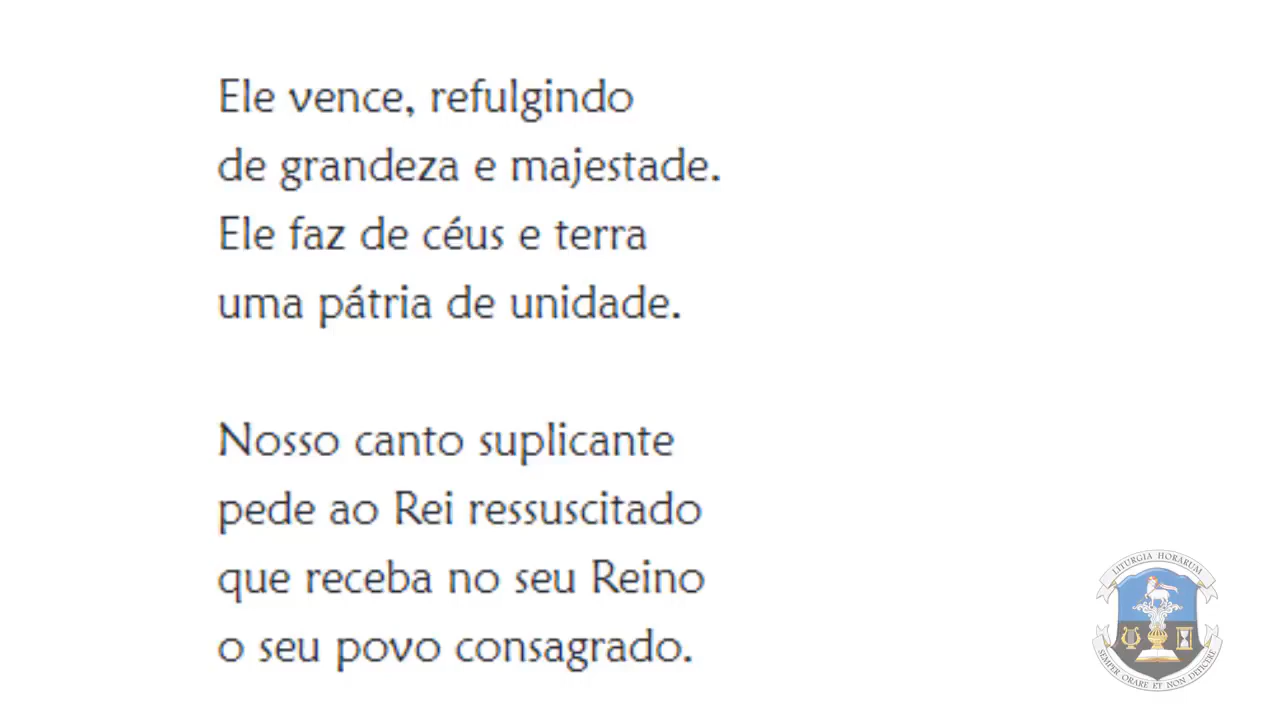 Ele vence, refulgindo
de grandeza e majestade.
Ele faz de céus e terra
uma pátria de unidade.
Nosso canto suplicante
pede ao Rei ressuscitado
que receba no seu Reino
o seu povo consagrado.
LITURGIA HORARUM
SEMPER ORARE ET NON DEFICERE